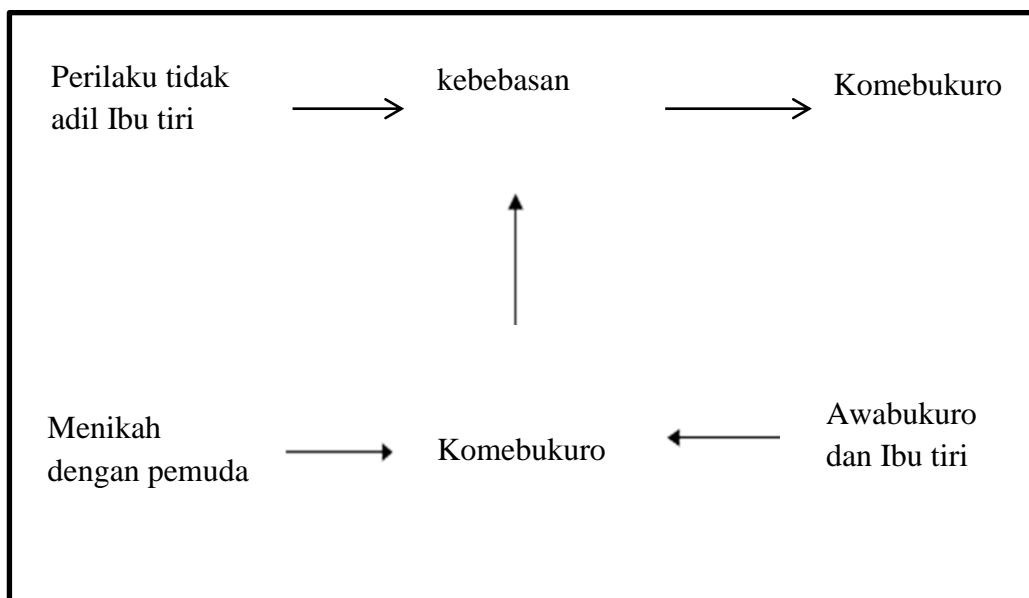 Perilaku tidak
adil Ibu tiri
kebebasan
Komebukuro
Menikah
dengan pemuda
Komebukuro
Awabukuro
dan Ibu tiri